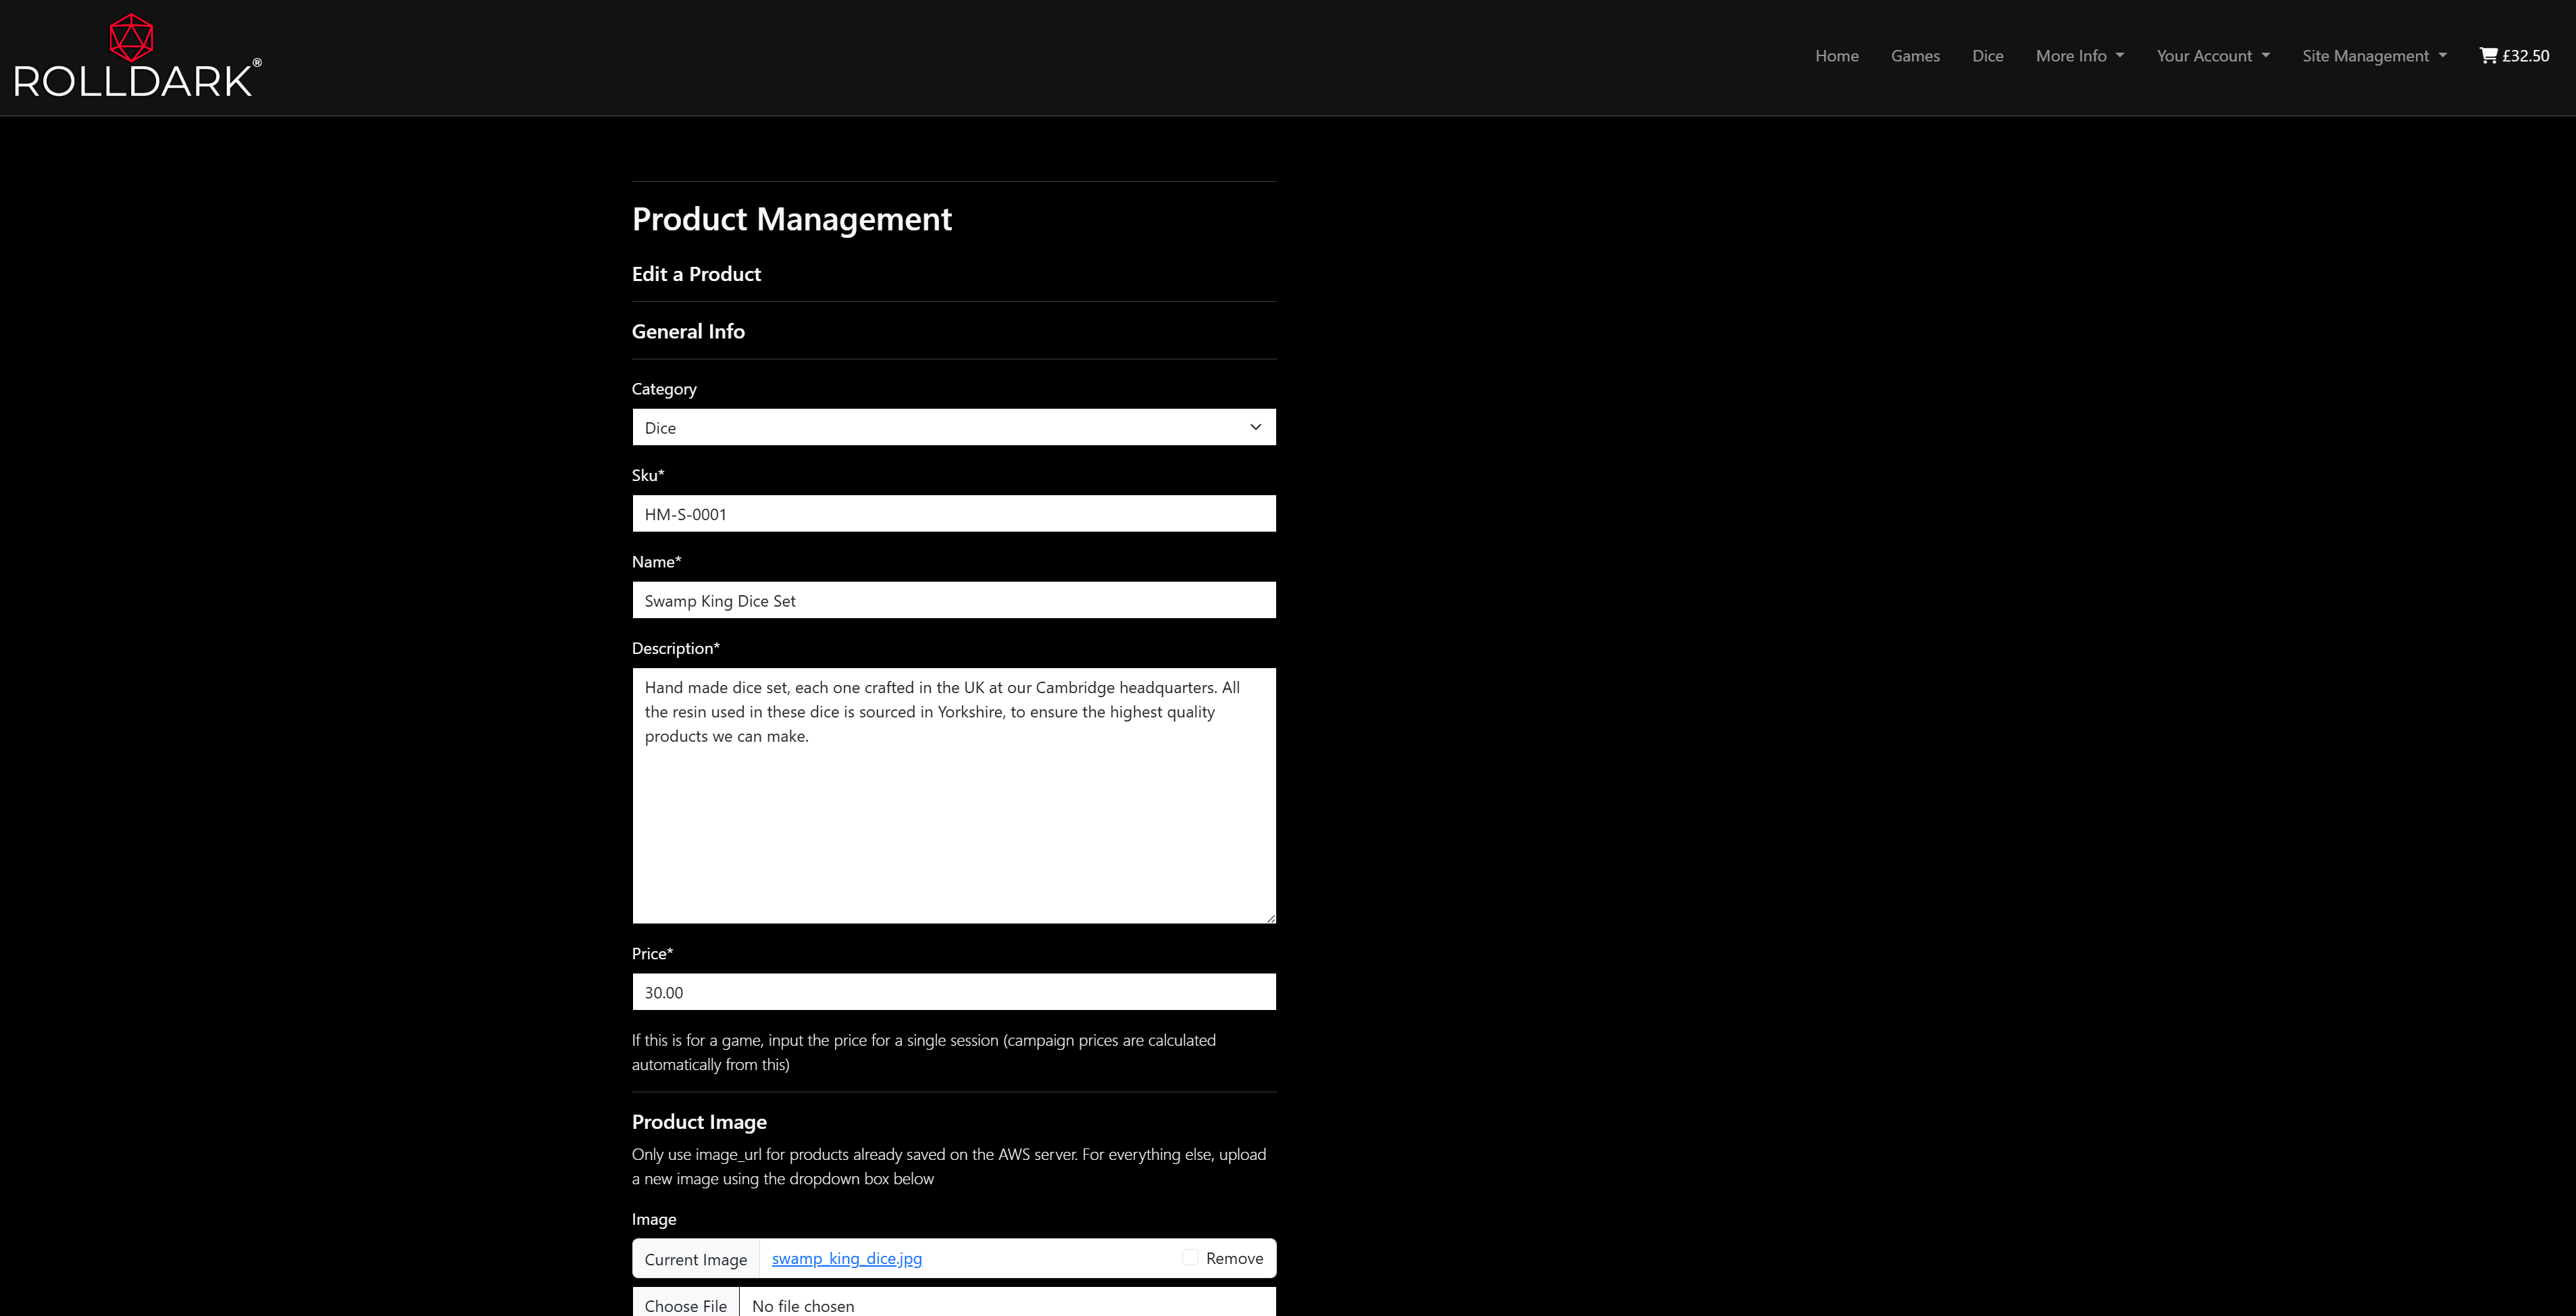 ROLLDARK®
Home Games Dice More Info Your Account Site Management £32.50
Product Management
Edit a Product
General Info
Category
Dice
Sku*
HM-S-0001
Name*
Swamp King Dice Set
Description*
Hand made dice set, each one crafted in the UK at our Cambridge headquarters. All
the resin used in these dice is sourced in Yorkshire, to ensure the highest quality
products we can make.
Price*
30.00
If this is for a game, input the price for a single session (campaign prices are calculated
automatically from this)
Product Image
Only use image_url for products already saved on the AWS server. For everything else, upload
a new image using the dropdown box below
Image
Current Image swamp_king_dice.jpg Remove
Choose File No file chosen